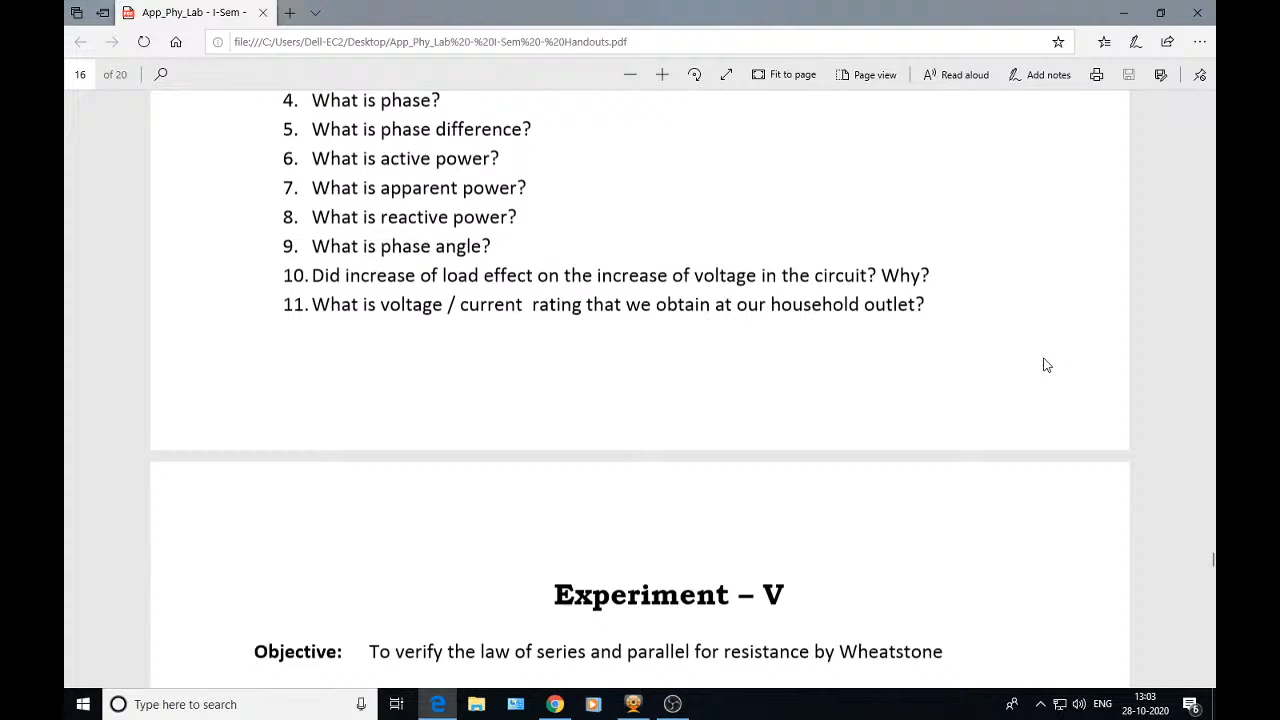 App_Phy_Lab - I-Sem -
file:///C:/Users/Dell-EC2/Desktop/App_Phy_Lab%20-%20I-Sem%20-%20Handouts.pdf
16 of 20 Fit to page Page view Read aloud Add notes
4. What is phase?
5. What is phase difference?
6. What is active power?
7. What is apparent power?
8. What is reactive power?
9. What is phase angle?
10. Did increase of load effect on the increase of voltage in the circuit? Why?
11. What is voltage / current rating that we obtain at our household outlet?
Experiment – V
Objective: To verify the law of series and parallel for resistance by Wheatstone
Type here to search
ENG
13:03
28-10-2020
6